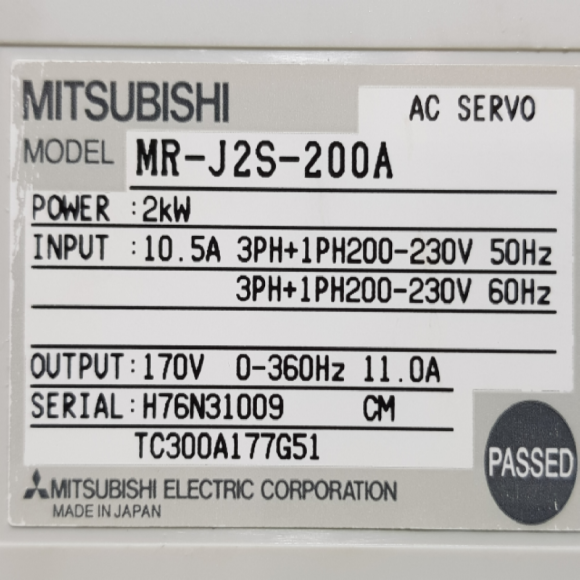 MITSUBISHI
AC SERVO
MODEL MR-J2S-200A
POWER :2kW
INPUT :10.5A 3PH+1PH200-230V 50Hz
3PH+1PH200-230V 60Hz
OUTPUT:170V 0-360Hz 11.0A
SERIAL:H76N31009 CM
TC300A177G51
PASSED
MITSUBISHI ELECTRIC CORPORATION
MADE IN JAPAN